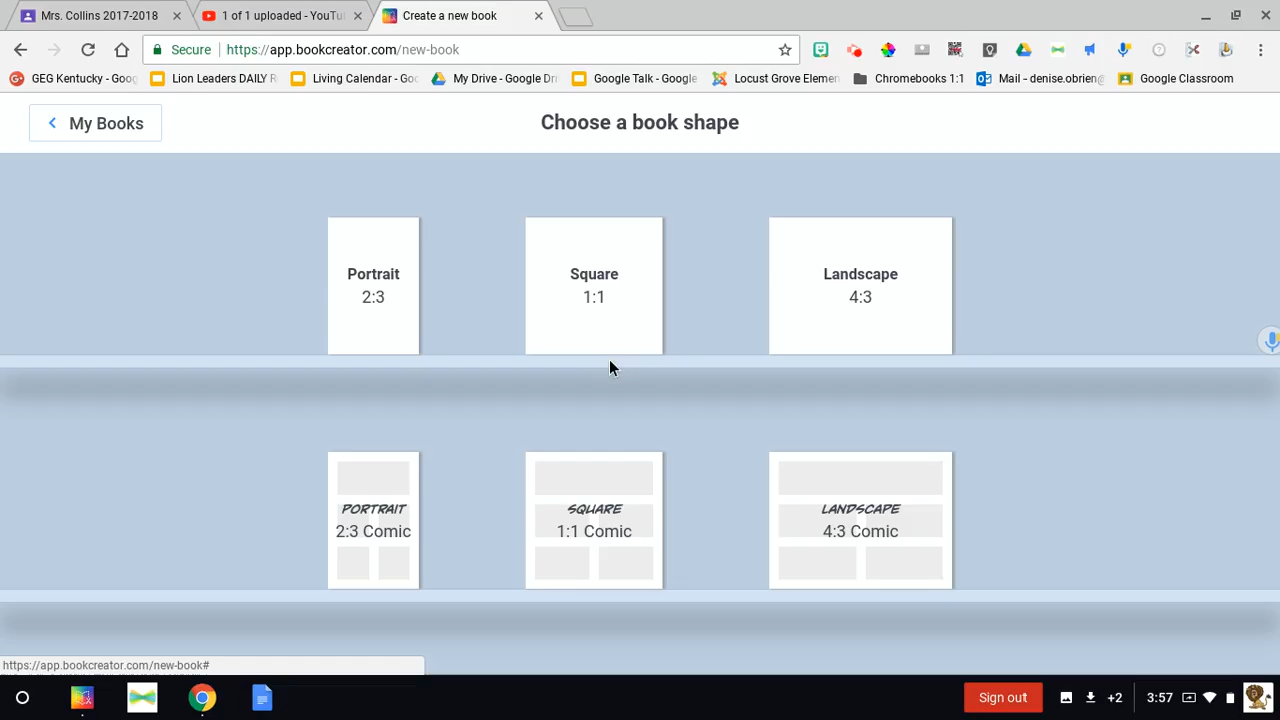 Mrs. Collins 2017-2018
1 of 1 uploaded - YouTu
Create a new book
Secure
https://app.bookcreator.com/new-book
GEG Kentucky - Goo
Lion Leaders DAILY R
Living Calendar - Go
My Drive - Google Dri
Google Talk - Google
Locust Grove Elemen
Chromebooks 1:1
Mail - denise.obrien@
Google Classroom
My Books
Choose a book shape
Portrait
2:3
Square
1:1
Landscape
4:3
PORTRAIT
2:3 Comic
SQUARE
1:1 Comic
LANDSCAPE
4:3 Comic
https://app.bookcreator.com/new-book#
Sign out
+2
3:57